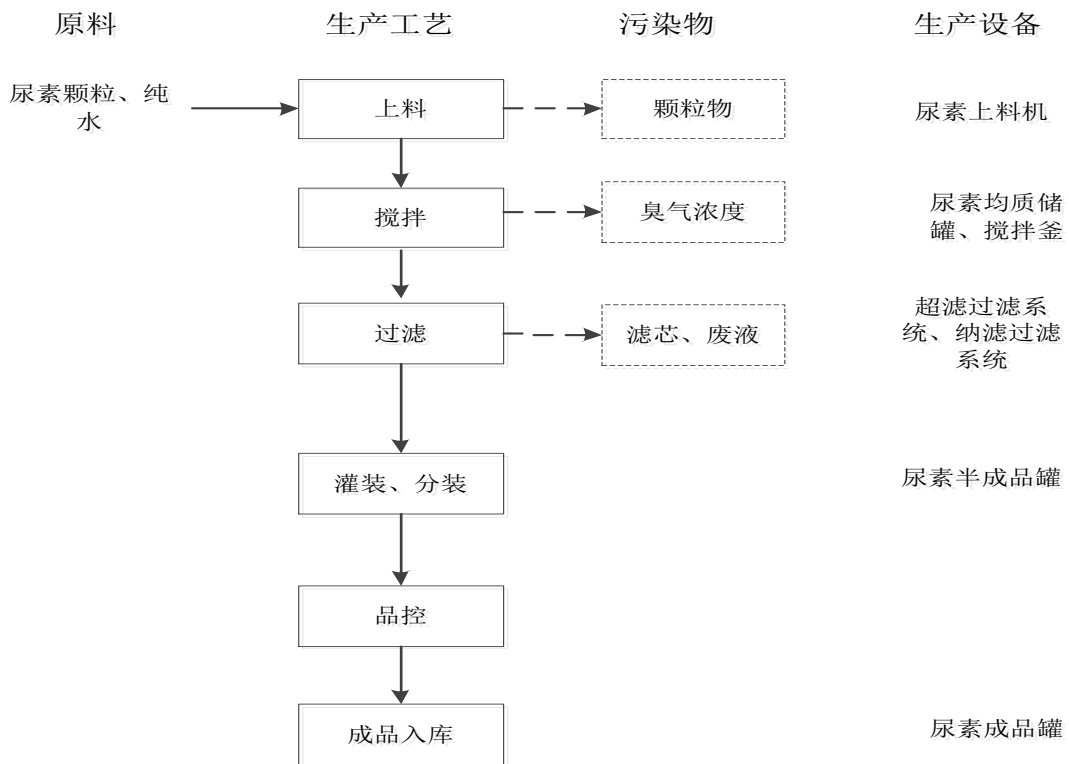 原料 生产工艺 污染物 生产设备
尿素颗粒、纯
水
上料
颗粒物
尿素上料机
搅拌
臭气浓度
尿素均质储
罐、搅拌釜
过滤
滤芯、废液
超滤过滤系
统、纳滤过滤
系统
灌装、分装
尿素半成品罐
品控
成品入库
尿素成品罐